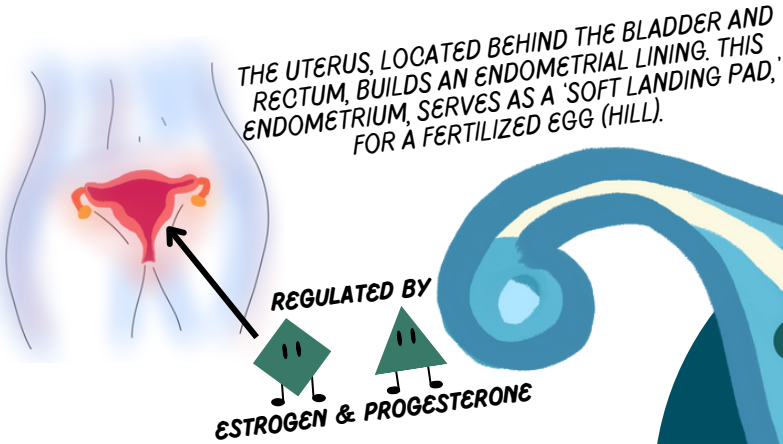 THE UTERUS, LOCATED BEHIND THE BLADDER AND
RECTUM, BUILDS AN ENDOMETRIAL LINING. THIS
ENDOMETRIUM, SERVES AS A 'SOFT LANDING PAD,'
FOR A FERTILIZED EGG (HILL).
REGULATED BY
ESTROGEN & PROGESTERONE